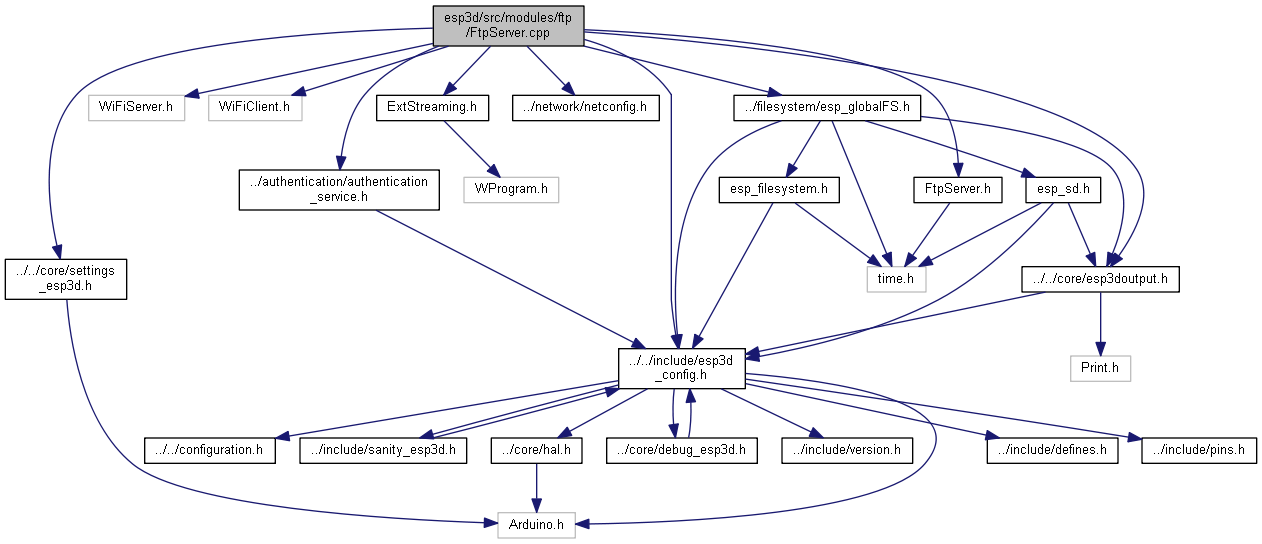 esp3d/src/modules/ftp
/FtpServer.cpp
WiFiServer.h
WiFiClient.h
ExtStreaming.h
../network/netconfig.h
../filesystem/esp_globalFS.h
../authentication/authentication
_service.h
WProgram.h
esp_filesystem.h
FtpServer.h
esp_sd.h
../../core/settings
_esp3d.h
time.h
../../core/esp3doutput.h
../../include/esp3d
_config.h
Print.h
../../configuration.h
../include/sanity_esp3d.h
../core/hal.h
../core/debug_esp3d.h
../include/version.h
../include/defines.h
../include/pins.h
Arduino.h